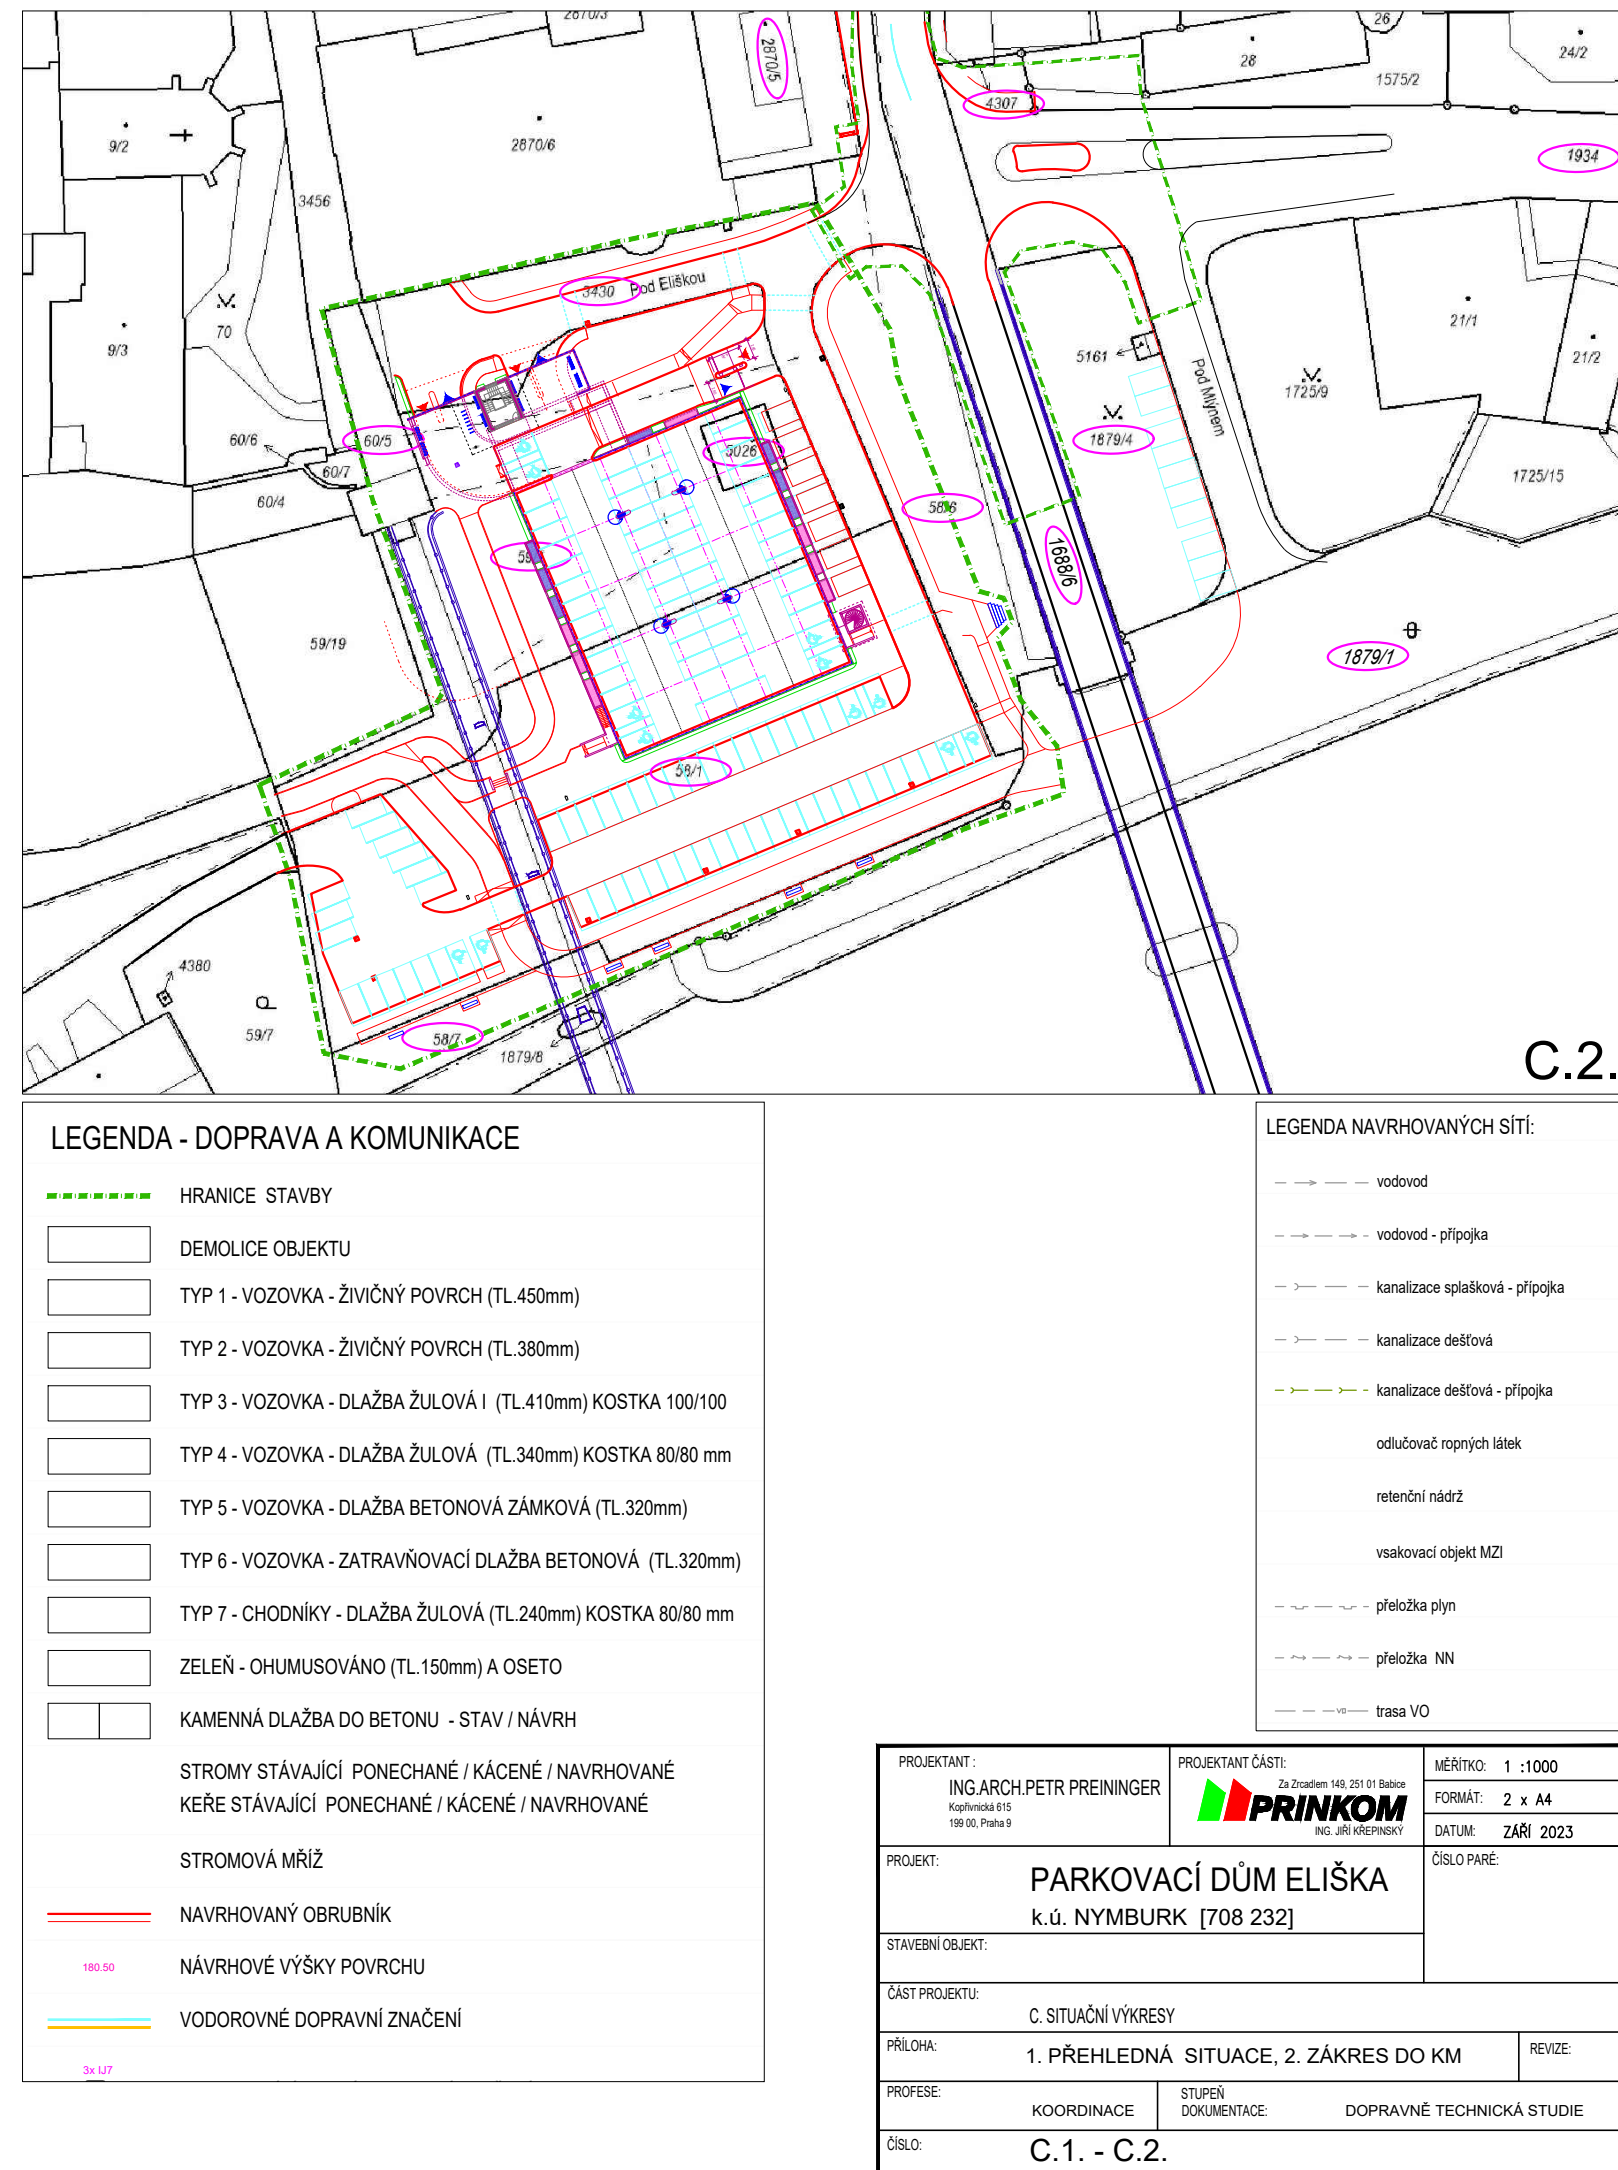 2870/3
2870/5
26
28
24/2
1575/2
4307
9/2
2870/6
1934
3456
3430
Pod Eliškou
70
9/3
5161
Pod Mlýnem
21/1
21/2
1725/9
60/6
60/5
60/7
5026
1879/4
60/4
58/6
1725/15
1688/6
59/19
1879/1
58/1
4380
59/7
58/7
1879/8
C.2.
LEGENDA - DOPRAVA A KOMUNIKACE
HRANICE STAVBY
DEMOLICE OBJEKTU
TYP 1 - VOZOVKA - ŽIVIČNÝ POVRCH (TL.450mm)
TYP 2 - VOZOVKA - ŽIVIČNÝ POVRCH (TL.380mm)
TYP 3 - VOZOVKA - DLAŽBA ŽULOVÁ I (TL.410mm) KOSTKA 100/100
TYP 4 - VOZOVKA - DLAŽBA ŽULOVÁ (TL.340mm) KOSTKA 80/80 mm
TYP 5 - VOZOVKA - DLAŽBA BETONOVÁ ZÁMKOVÁ (TL.320mm)
TYP 6 - VOZOVKA - ZATRAVŇOVACÍ DLAŽBA BETONOVÁ (TL.320mm)
TYP 7 - CHODNÍKY - DLAŽBA ŽULOVÁ (TL.240mm) KOSTKA 80/80 mm
ZELEŇ - OHUMUSOVÁNO (TL.150mm) A OSETO
KAMENNÁ DLAŽBA DO BETONU - STAV / NÁVRH
STROMY STÁVAJÍCÍ PONECHANÉ / KÁCENÉ / NAVRHOVANÉ
KEŘE STÁVAJÍCÍ PONECHANÉ / KÁCENÉ / NAVRHOVANÉ
STROMOVÁ MŘÍŽ
NAVRHOVANÝ OBRUBNÍK
180.50 NÁVRHOVÉ VÝŠKY POVRCHU
VODOROVNÉ DOPRAVNÍ ZNAČENÍ
3x IJ7
LEGENDA NAVRHOVANÝCH SÍTÍ:
vodovod
vodovod - přípojka
kanalizace splašková - přípojka
kanalizace dešťová
kanalizace dešťová - přípojka
odlučovač ropných látek
retenční nádrž
vsakovací objekt MZI
přeložka plyn
přeložka NN
trasa VO
PROJEKTANT :
ING.ARCH.PETR PREININGER
Kopřivnická 615
199 00, Praha 9
PROJEKTANT ČÁSTI:
Za Zrcadlem 149, 251 01 Babice
PRINKOM
ING. JIŘÍ KŘEPINSKÝ
MĚŘÍTKO: 1 :1000
FORMÁT: 2 x A4
DATUM: ZÁŘÍ 2023
PROJEKT:
PARKOVACÍ DŮM ELIŠKA
k.ú. NYMBURK [708 232]
ČÍSLO PARÉ:
STAVEBNÍ OBJEKT:
ČÁST PROJEKTU:
C. SITUAČNÍ VÝKRESY
PŘÍLOHA:
1. PŘEHLEDNÁ SITUACE, 2. ZÁKRES DO KM
REVIZE:
PROFESE:
KOORDINACE
STUPEŇ
DOKUMENTACE: DOPRAVNĚ TECHNICKÁ STUDIE
ČÍSLO:
C.1. - C.2.